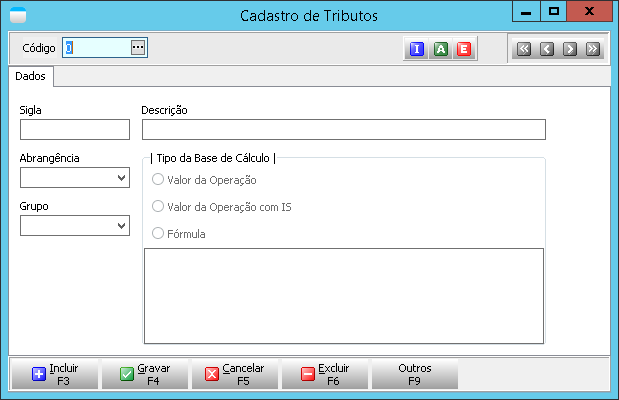 Cadastro de Tributos
Código 0 ...
I A E
Dados
Sigla Descrição
Abrangência
| Tipo da Base de Cálculo |
Valor da Operação
Grupo
Valor da Operação com IS
Fórmula
Incluir Gravar Cancelar Excluir Outros
F3 F4 F5 F6 F9